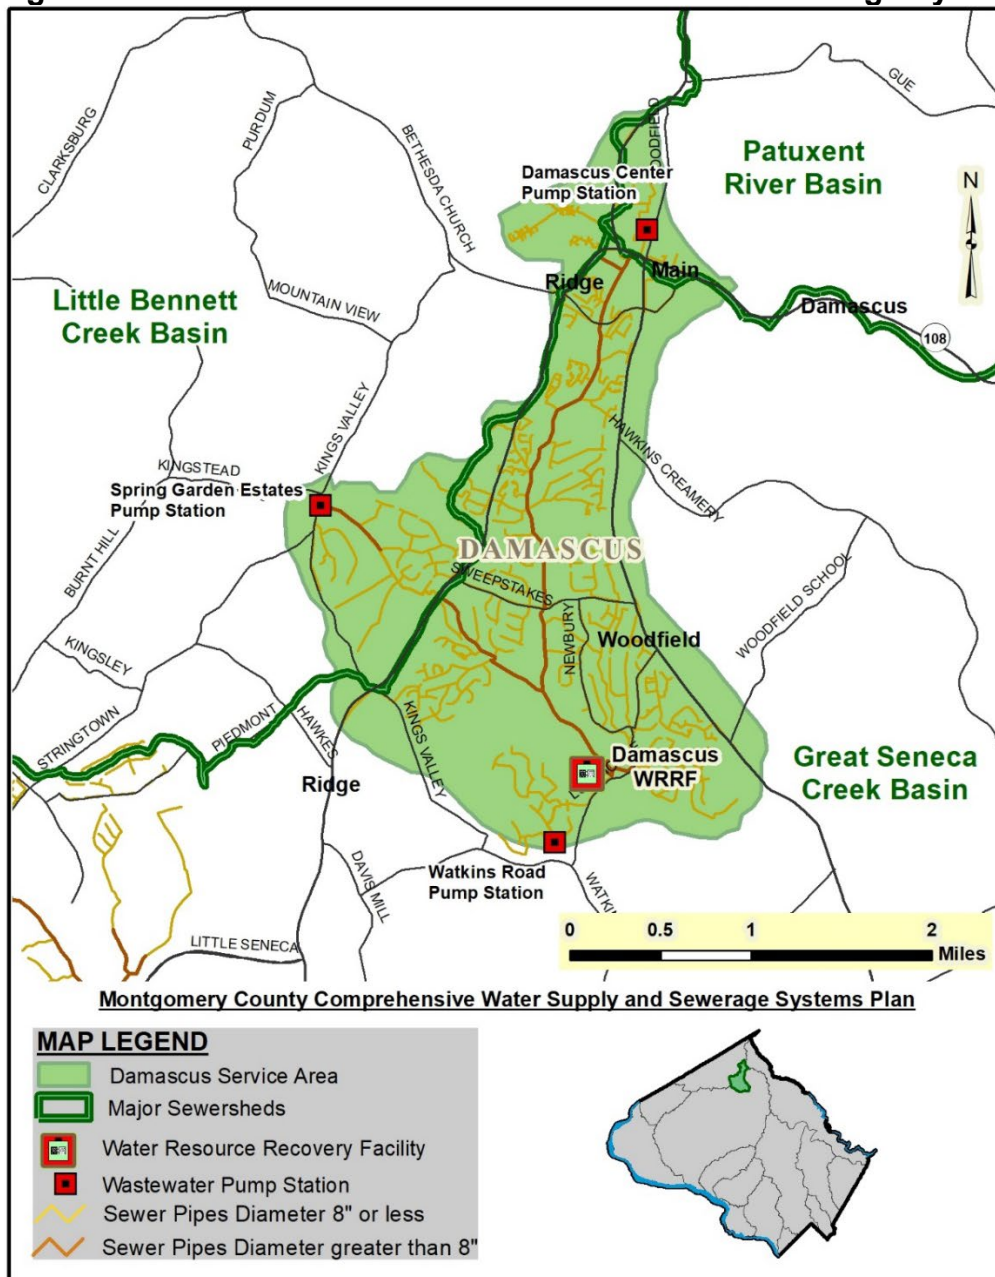 CLARKSBURG
PURDUM
BETHESDA CHURCH
GUE
Patuxent
River Basin
N
Damascus Center
Pump Station
Ridge
Main
Damascus
108
Little Bennett
Creek Basin
MOUNTAIN VIEW
KINGS VALLEY
KINGSTEAD
Spring Garden Estates
Pump Station
HAWKINS CREAMERY
BURNT HILL
DAMASCUS
SWEEPSTAKES
NEWBURY
Woodfield
WOODFIELD SCHOOL
KINGSLEY
STRINGTOWN
PIEDMONT
HAWKES
KINGS VALLEY
Ridge
Damascus
WRRF
Great Seneca
Creek Basin
Watkins Road
Pump Station
DAVIS MILL
LITTLE SENECA
0 0.5 1 2
Miles
Montgomery County Comprehensive Water Supply and Sewerage Systems Plan
MAP LEGEND
Damascus Service Area
Major Sewersheds
Water Resource Recovery Facility
Wastewater Pump Station
Sewer Pipes Diameter 8" or less
Sewer Pipes Diameter greater than 8"